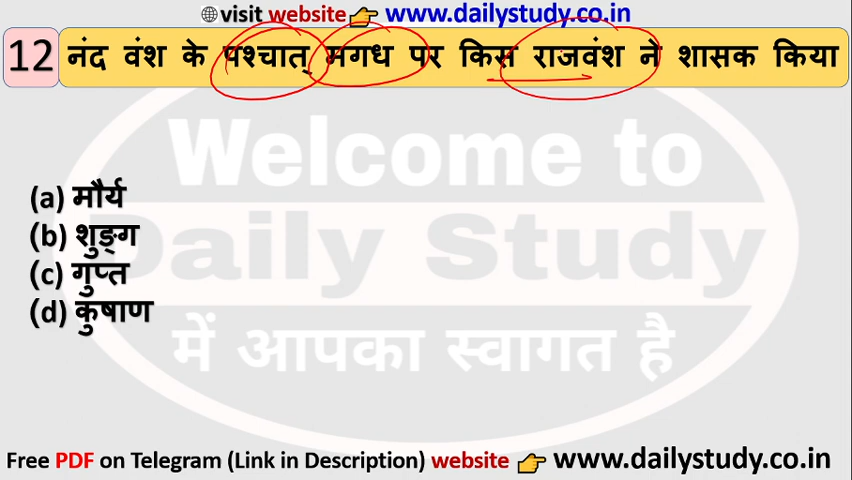 visit website 👉 www.dailystudy.co.in
12 नंद वंश के पश्चात् मगध पर किस राजवंश ने शासक किया
Welcome to
(a) मौर्य
(b) शुङ्ग
Daily Study
(c) गुप्त
(d) कुषाण
में आपका स्वागत है
Free PDF on Telegram (Link in Description) website 👉 www.dailystudy.co.in